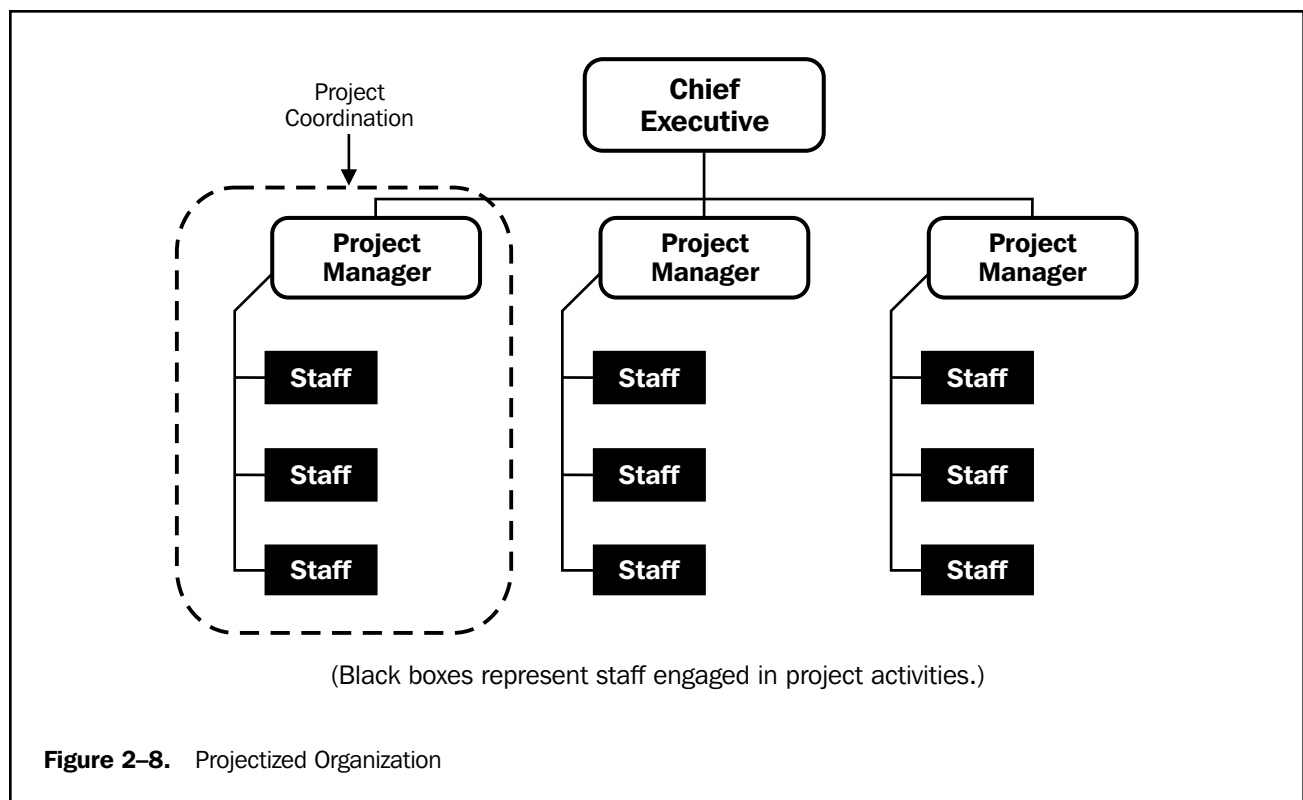 Project
Coordination
Chief
Executive
Project
Manager
Project
Manager
Project
Manager
Staff
Staff
Staff
Staff
Staff
Staff
Staff
Staff
Staff
(Black boxes represent staff engaged in project activities.)
Figure 2–8. Projectized Organization